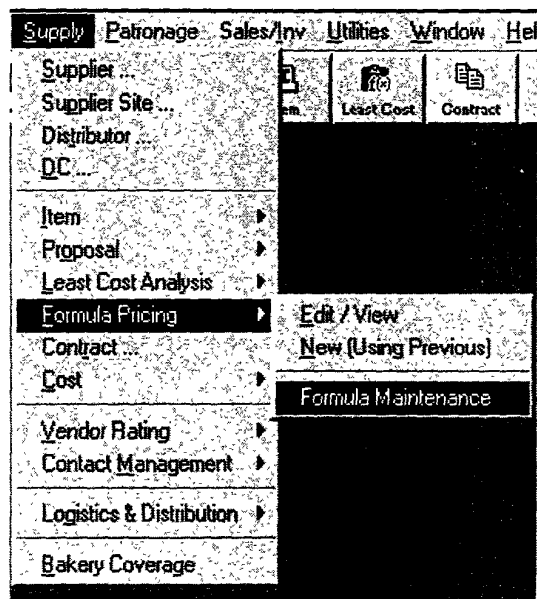 Supply Patronage Sales/Inv Utilities Window Hel
Supplier ...
Supplier Site ...
Distributor ...
DC ...
Least Cost
Contract
Item
Proposal
Least Cost Analysis
Formula Pricing
Contract ...
Cost
Edit / View
New (Using Previous)
Formula Maintenance
Vendor Rating
Contact Management
Logistics & Distribution
Bakery Coverage